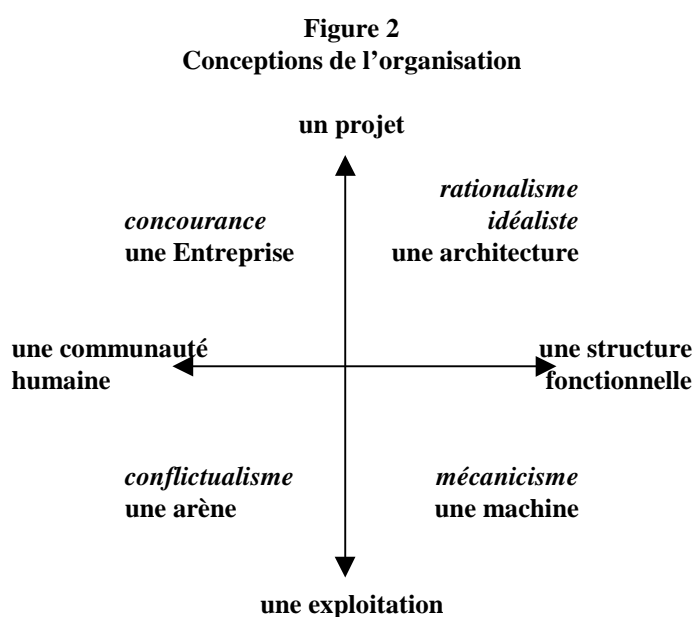 Figure 2
Conceptions de l’organisation
un projet
rationalisme
idéaliste
une architecture
concourance
une Entreprise
une communauté
humaine
une structure
fonctionnelle
conflictualisme
une arène
mécanicisme
une machine
une exploitation